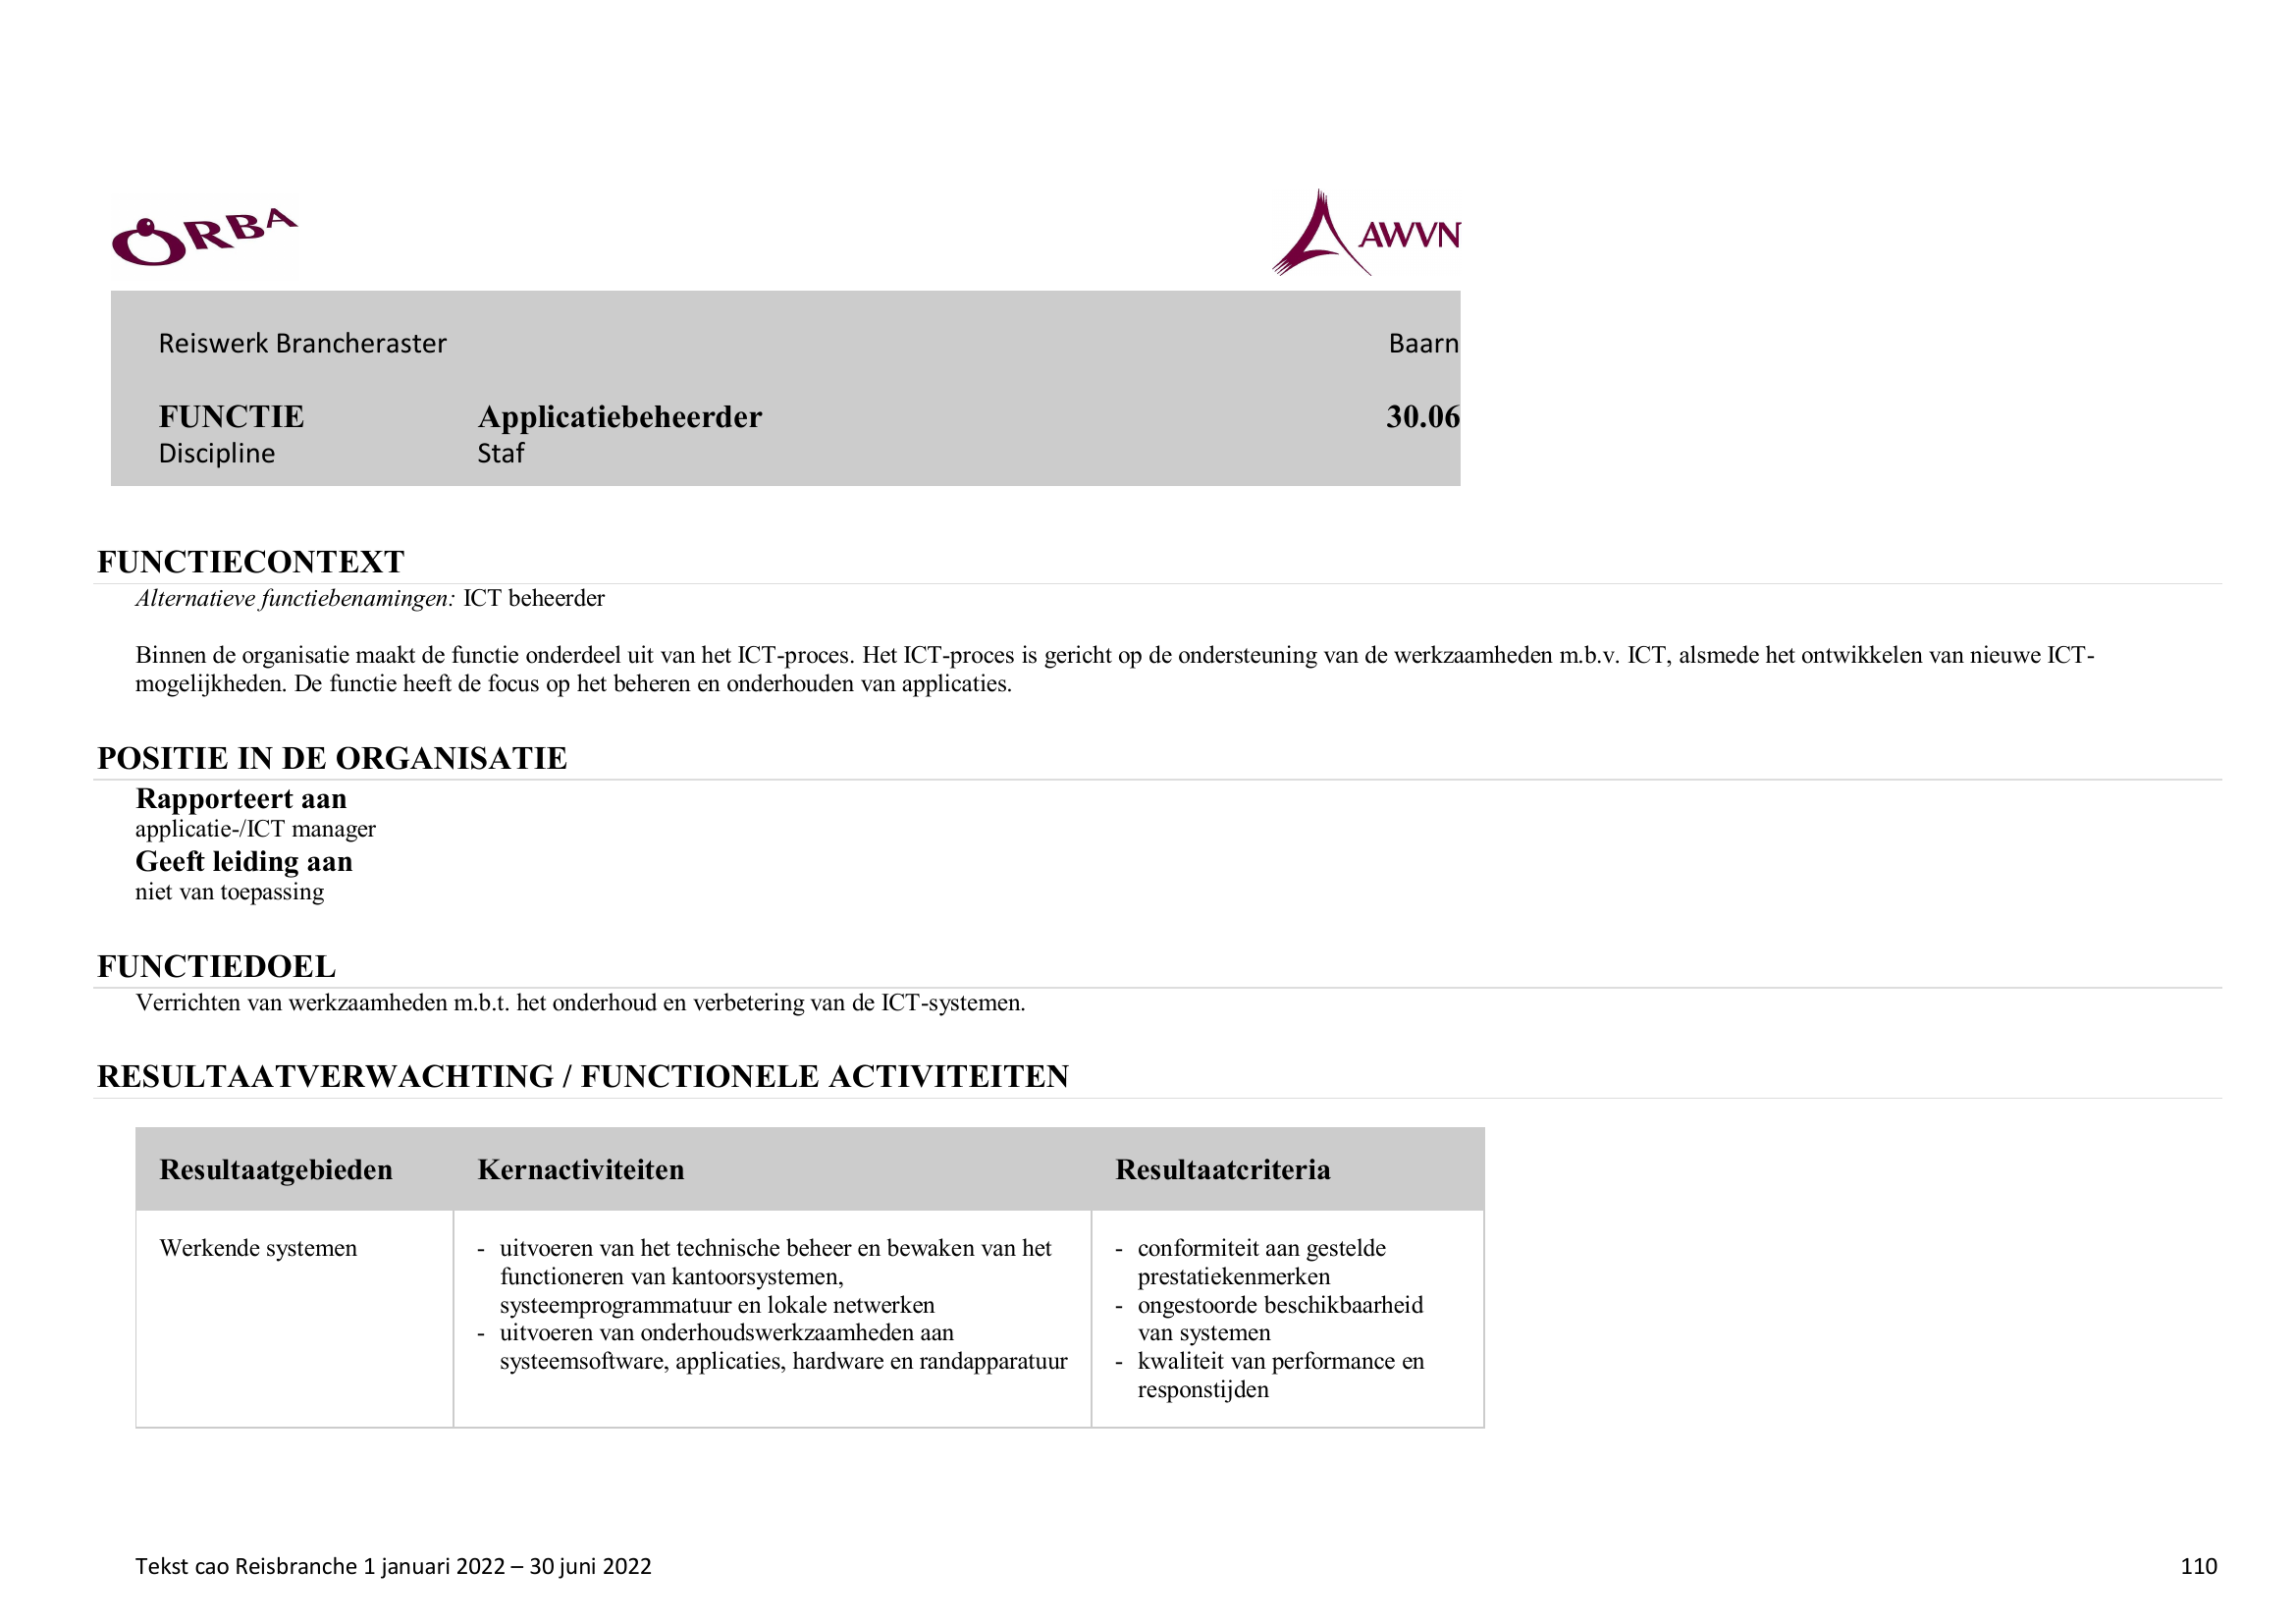 ORBA
AWVN
Reiswerk Brancheraster Baarn
FUNCTIE Applicatiebeheerder 30.06
Discipline Staf
FUNCTIECONTEXT
Alternatieve functiebenamingen: ICT beheerder
Binnen de organisatie maakt de functie onderdeel uit van het ICT-proces. Het ICT-proces is gericht op de ondersteuning van de werkzaamheden m.b.v. ICT, alsmede het ontwikkelen van nieuwe ICT-
mogelijkheden. De functie heeft de focus op het beheren en onderhouden van applicaties.
POSITIE IN DE ORGANISATIE
Rapporteert aan
applicatie-/ICT manager
Geeft leiding aan
niet van toepassing
FUNCTIEDOEL
Verrichten van werkzaamheden m.b.t. het onderhoud en verbetering van de ICT-systemen.
RESULTAATVERWACHTING / FUNCTIONELE ACTIVITEITEN
Resultaatgebieden Kernactiviteiten Resultaatcriteria
Werkende systemen
- uitvoeren van het technische beheer en bewaken van het
functioneren van kantoorsystemen,
systeemprogrammatuur en lokale netwerken
- uitvoeren van onderhoudswerkzaamheden aan
systeemsoftware, applicaties, hardware en randapparatuur
- conformiteit aan gestelde
prestatiekenmerken
- ongestoorde beschikbaarheid
van systemen
- kwaliteit van performance en
responstijden
Tekst cao Reisbranche 1 januari 2022 – 30 juni 2022 110